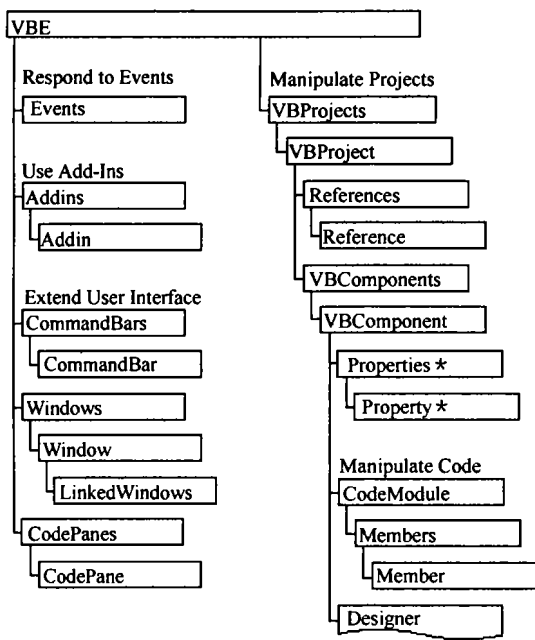 VBE
Respond to Events
Events
Use Add-Ins
Addins
Addin
Extend User Interface
CommandBars
CommandBar
Windows
Window
LinkedWindows
CodePanes
CodePane
Manipulate Projects
VBProjects
VBProject
References
Reference
VBComponents
VBComponent
Properties *
Property *
Manipulate Code
CodeModule
Members
Member
Designer